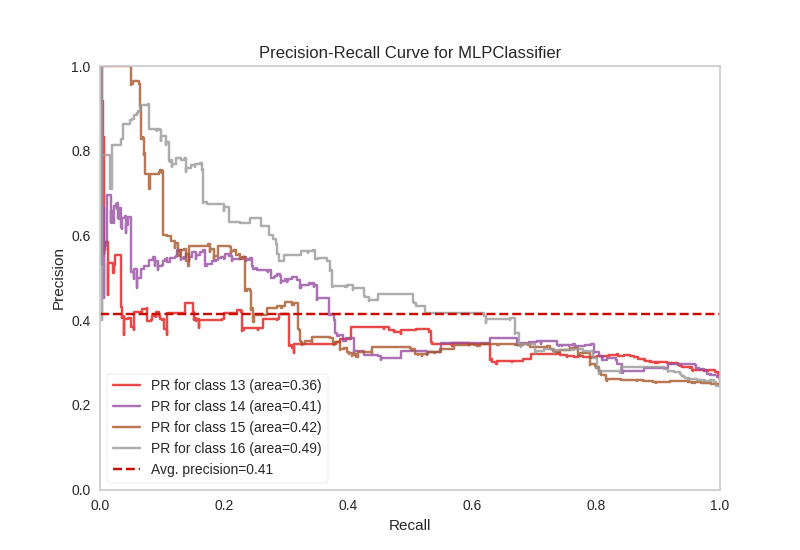 Precision-Recall Curve for MLPClassifier
1.0
0.8
0.6
0.4
0.2
0.0
Precision
PR for class 13 (area=0.36)
PR for class 14 (area=0.41)
PR for class 15 (area=0.42)
PR for class 16 (area=0.49)
Avg. precision=0.41
0.0 0.2 0.4 0.6 0.8 1.0
Recall